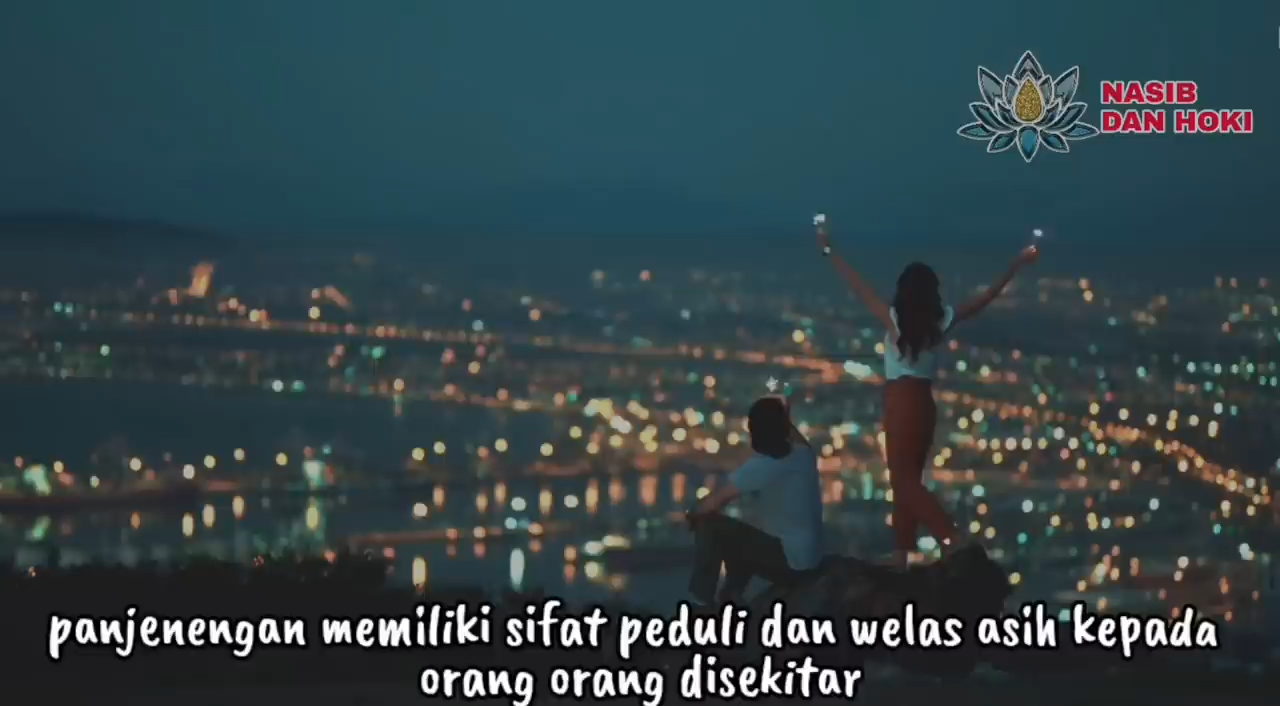 NASIB
DAN HOKI
panjenengan memiliki sifat peduli dan welas asih kepada
orang orang disekitar